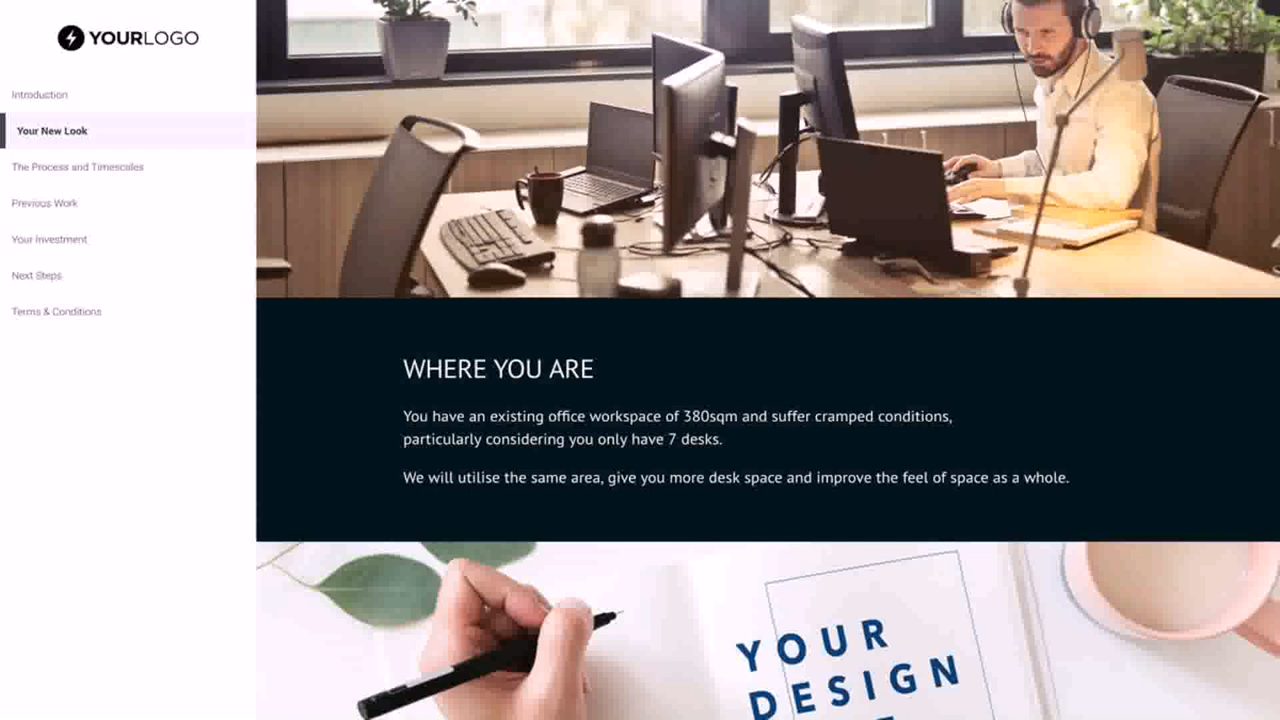 YOURLOGO
Introduction
Your New Look
The Process and Timescales
Previous Work
Your Investment
Next Steps
Terms & Conditions
WHERE YOU ARE
You have an existing office workspace of 380sqm and suffer cramped conditions,
particularly considering you only have 7 desks.
We will utilise the same area, give you more desk space and improve the feel of space as a whole.
YOUR
DESIGN